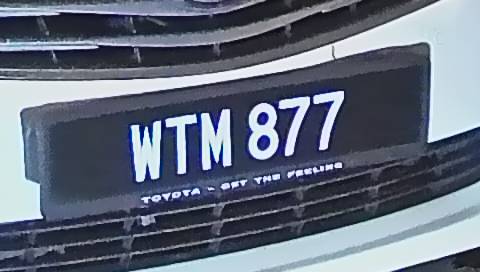 WTM 877
TOYOTA - GET THE FEELING